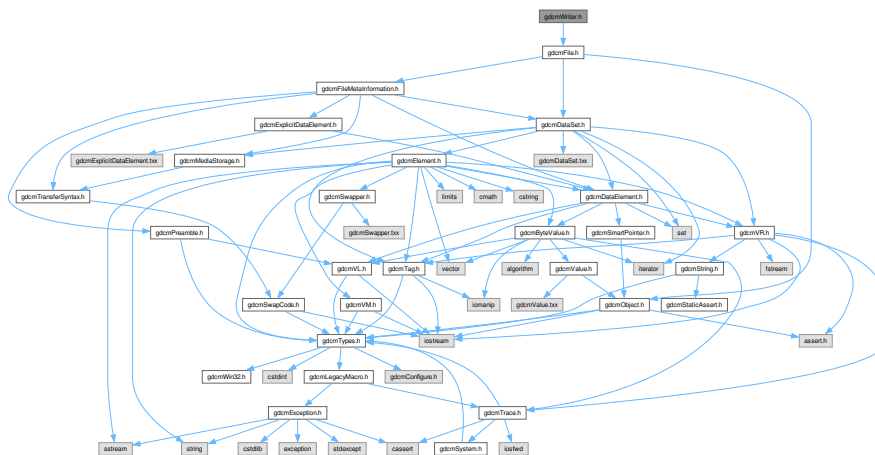 gdcmWriter.h
gdcmFile.h
gdcmFileMetaInformation.h
gdcmExplicitDataElement.h
gdcmDataSet.h
gdcmExplicitDataElement.txx
gdcmMediaStorage.h
gdcmElement.h
gdcmDataSet.txx
gdcmTransferSyntax.h
gdcmSwapper.h
limits
cmath
cstring
gdcmDataElement.h
gdcmPreamble.h
gdcmSwapper.txx
gdcmByteValue.h
gdcmSmartPointer.h
set
gdcmVR.h
gdcmVL.h
gdcmTag.h
vector
algorithm
gdcmValue.h
iterator
gdcmString.h
fstream
gdcmSwapCode.h
gdcmVM.h
iomanip
gdcmValue.txx
gdcmObject.h
gdcmStaticAssert.h
gdcmTypes.h
iostream
assert.h
gdcmWin32.h
cstdint
gdcmLegacyMacro.h
gdcmConfigure.h
gdcmException.h
gdcmTrace.h
sstream
string
cstdlib
exception
stdexcept
cassert
gdcmSystem.h
iosfwd